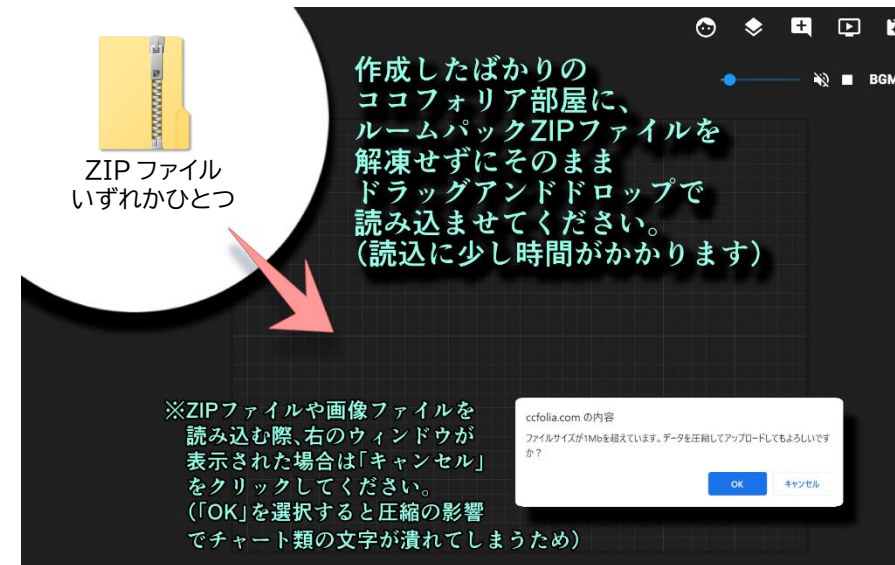 BGM
作成したばかりの
ココフォリア部屋に、
ルームパックZIPファイルを
解凍せずにそのまま
ドラッグアンドドロップで
読み込ませてください。
(読込に少し時間がかかります)
ZIP ファイル
いずれかひとつ
※ZIPファイルや画像ファイルを
読み込む際、右のウィンドウが
表示された場合は「キャンセル」
をクリックしてください。
(「OK」を選択すると圧縮の影響
でチャート類の文字が潰れてしまうため)
ccfolia.com の内容
ファイルサイズが1Mbを超えています。データを圧縮してアップロードしてもよろしいです
か？
OK
キャンセル